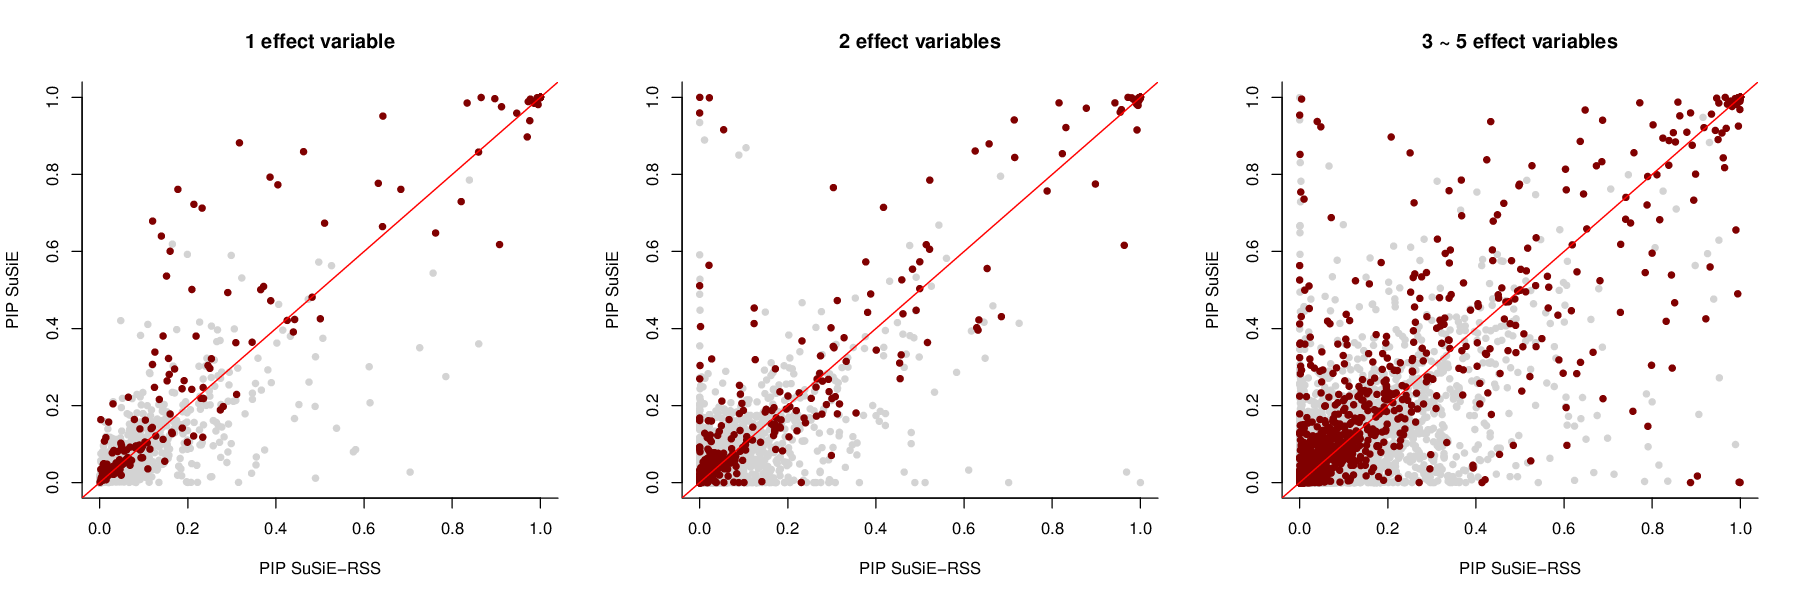 1 effect variable
PIP SuSiE
1.0
0.8
0.6
0.4
0.2
0.0
0.0 0.2 0.4 0.6 0.8 1.0
PIP SuSiE−RSS
2 effect variables
PIP SuSiE
1.0
0.8
0.6
0.4
0.2
0.0
0.0 0.2 0.4 0.6 0.8 1.0
PIP SuSiE−RSS
3 ~ 5 effect variables
PIP SuSiE
1.0
0.8
0.6
0.4
0.2
0.0
0.0 0.2 0.4 0.6 0.8 1.0
PIP SuSiE−RSS